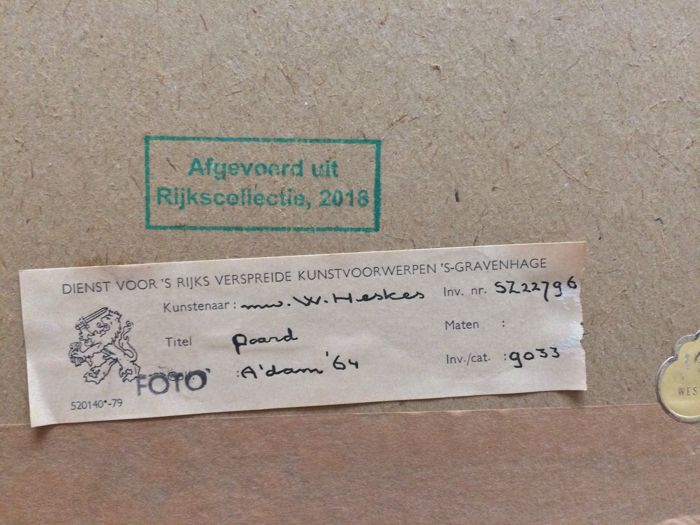 Afgevoerd uit
Rijkscollectie, 2018
DIENST VOOR 'S RIJKS VERSPREIDE KUNSTVOORWERPEN 'S-GRAVENHAGE
Kunstenaar : mw. W. Heskes Inv. nr. SZ22796
Titel paard Maten :
FOTO : A'dam '64 Inv./cat. : 9033
520140*-79
WES